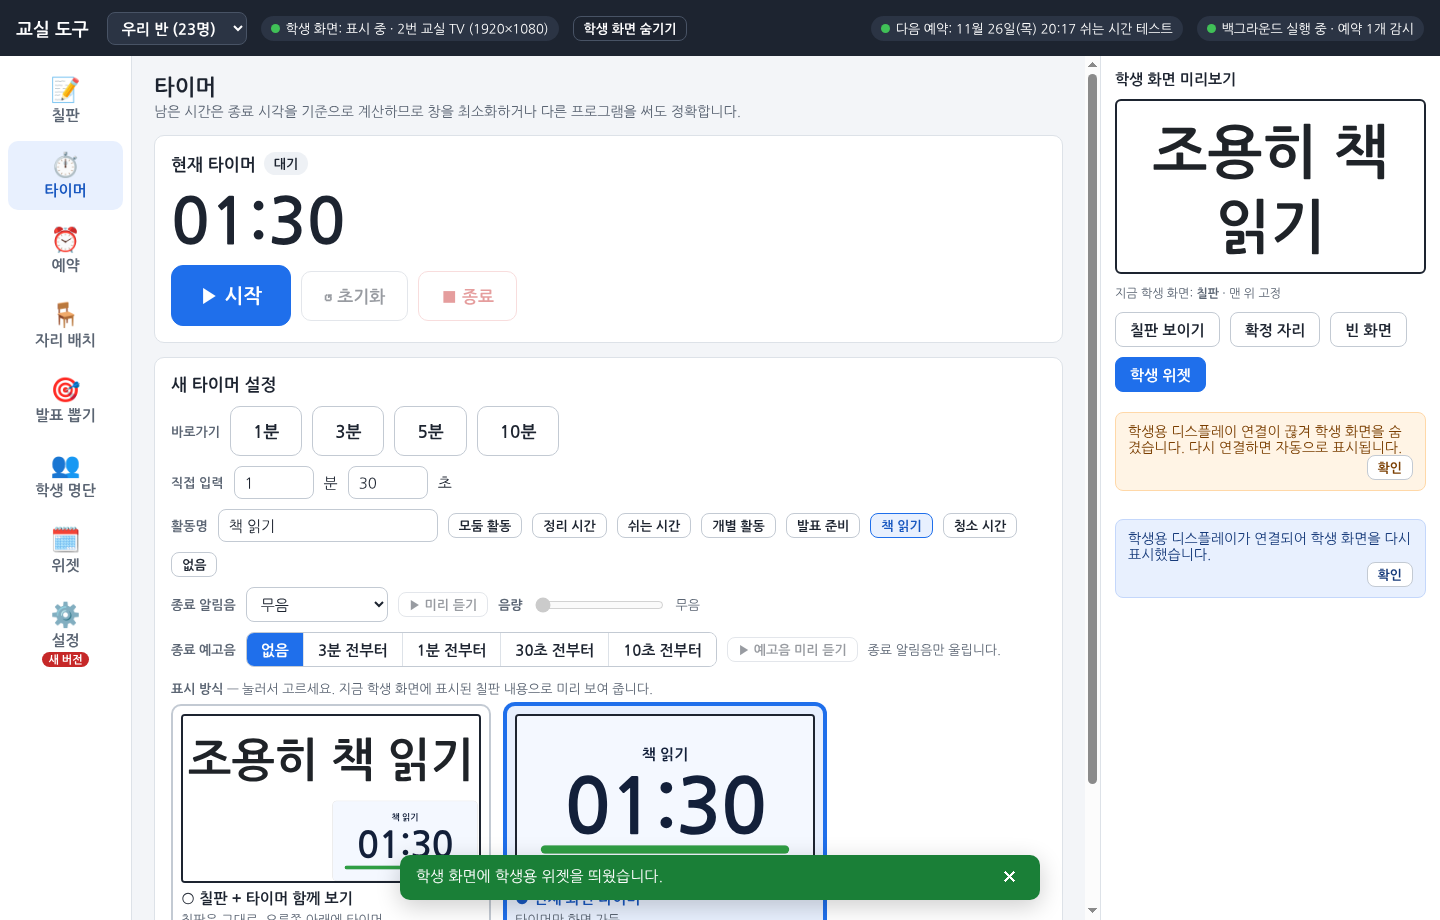 교실 도구
우리 반 (23명)
학생 화면: 표시 중 · 2번 교실 TV (1920×1080)
학생 화면 숨기기
다음 예약: 11월 26일(목) 20:17 쉬는 시간 테스트
백그라운드 실행 중 · 예약 1개 감시
칠판
타이머
예약
자리 배치
발표 뽑기
학생 명단
위젯
설정
새 버전
타이머
남은 시간은 종료 시각을 기준으로 계산하므로 창을 최소화하거나 다른 프로그램을 써도 정확합니다.
현재 타이머 대기
01:30
▶ 시작
초기화
■ 종료
새 타이머 설정
바로가기 1분 3분 5분 10분
직접 입력 1 분 30 초
활동명 책 읽기 모둠 활동 정리 시간 쉬는 시간 개별 활동 발표 준비 책 읽기 청소 시간
없음
종료 알림음 무음 ▶ 미리 듣기 음량 무음
종료 예고음 없음 3분 전부터 1분 전부터 30초 전부터 10초 전부터 ▶ 예고음 미리 듣기 종료 알림음만 울립니다.
표시 방식 — 눌러서 고르세요. 지금 학생 화면에 표시된 칠판 내용으로 미리 보여 줍니다.
조용히 책 읽기
책 읽기
01:30
○ 칠판 + 타이머 함께 보기
책 읽기
01:30
학생 화면에 학생용 위젯을 띄웠습니다.
학생 화면 미리보기
조용히 책
읽기
지금 학생 화면: 칠판 · 맨 위 고정
칠판 보이기
확정 자리
빈 화면
학생 위젯
학생용 디스플레이 연결이 끊겨 학생 화면을 숨
겼습니다. 다시 연결하면 자동으로 표시됩니다.
확인
학생용 디스플레이가 연결되어 학생 화면을 다시
표시했습니다.
확인